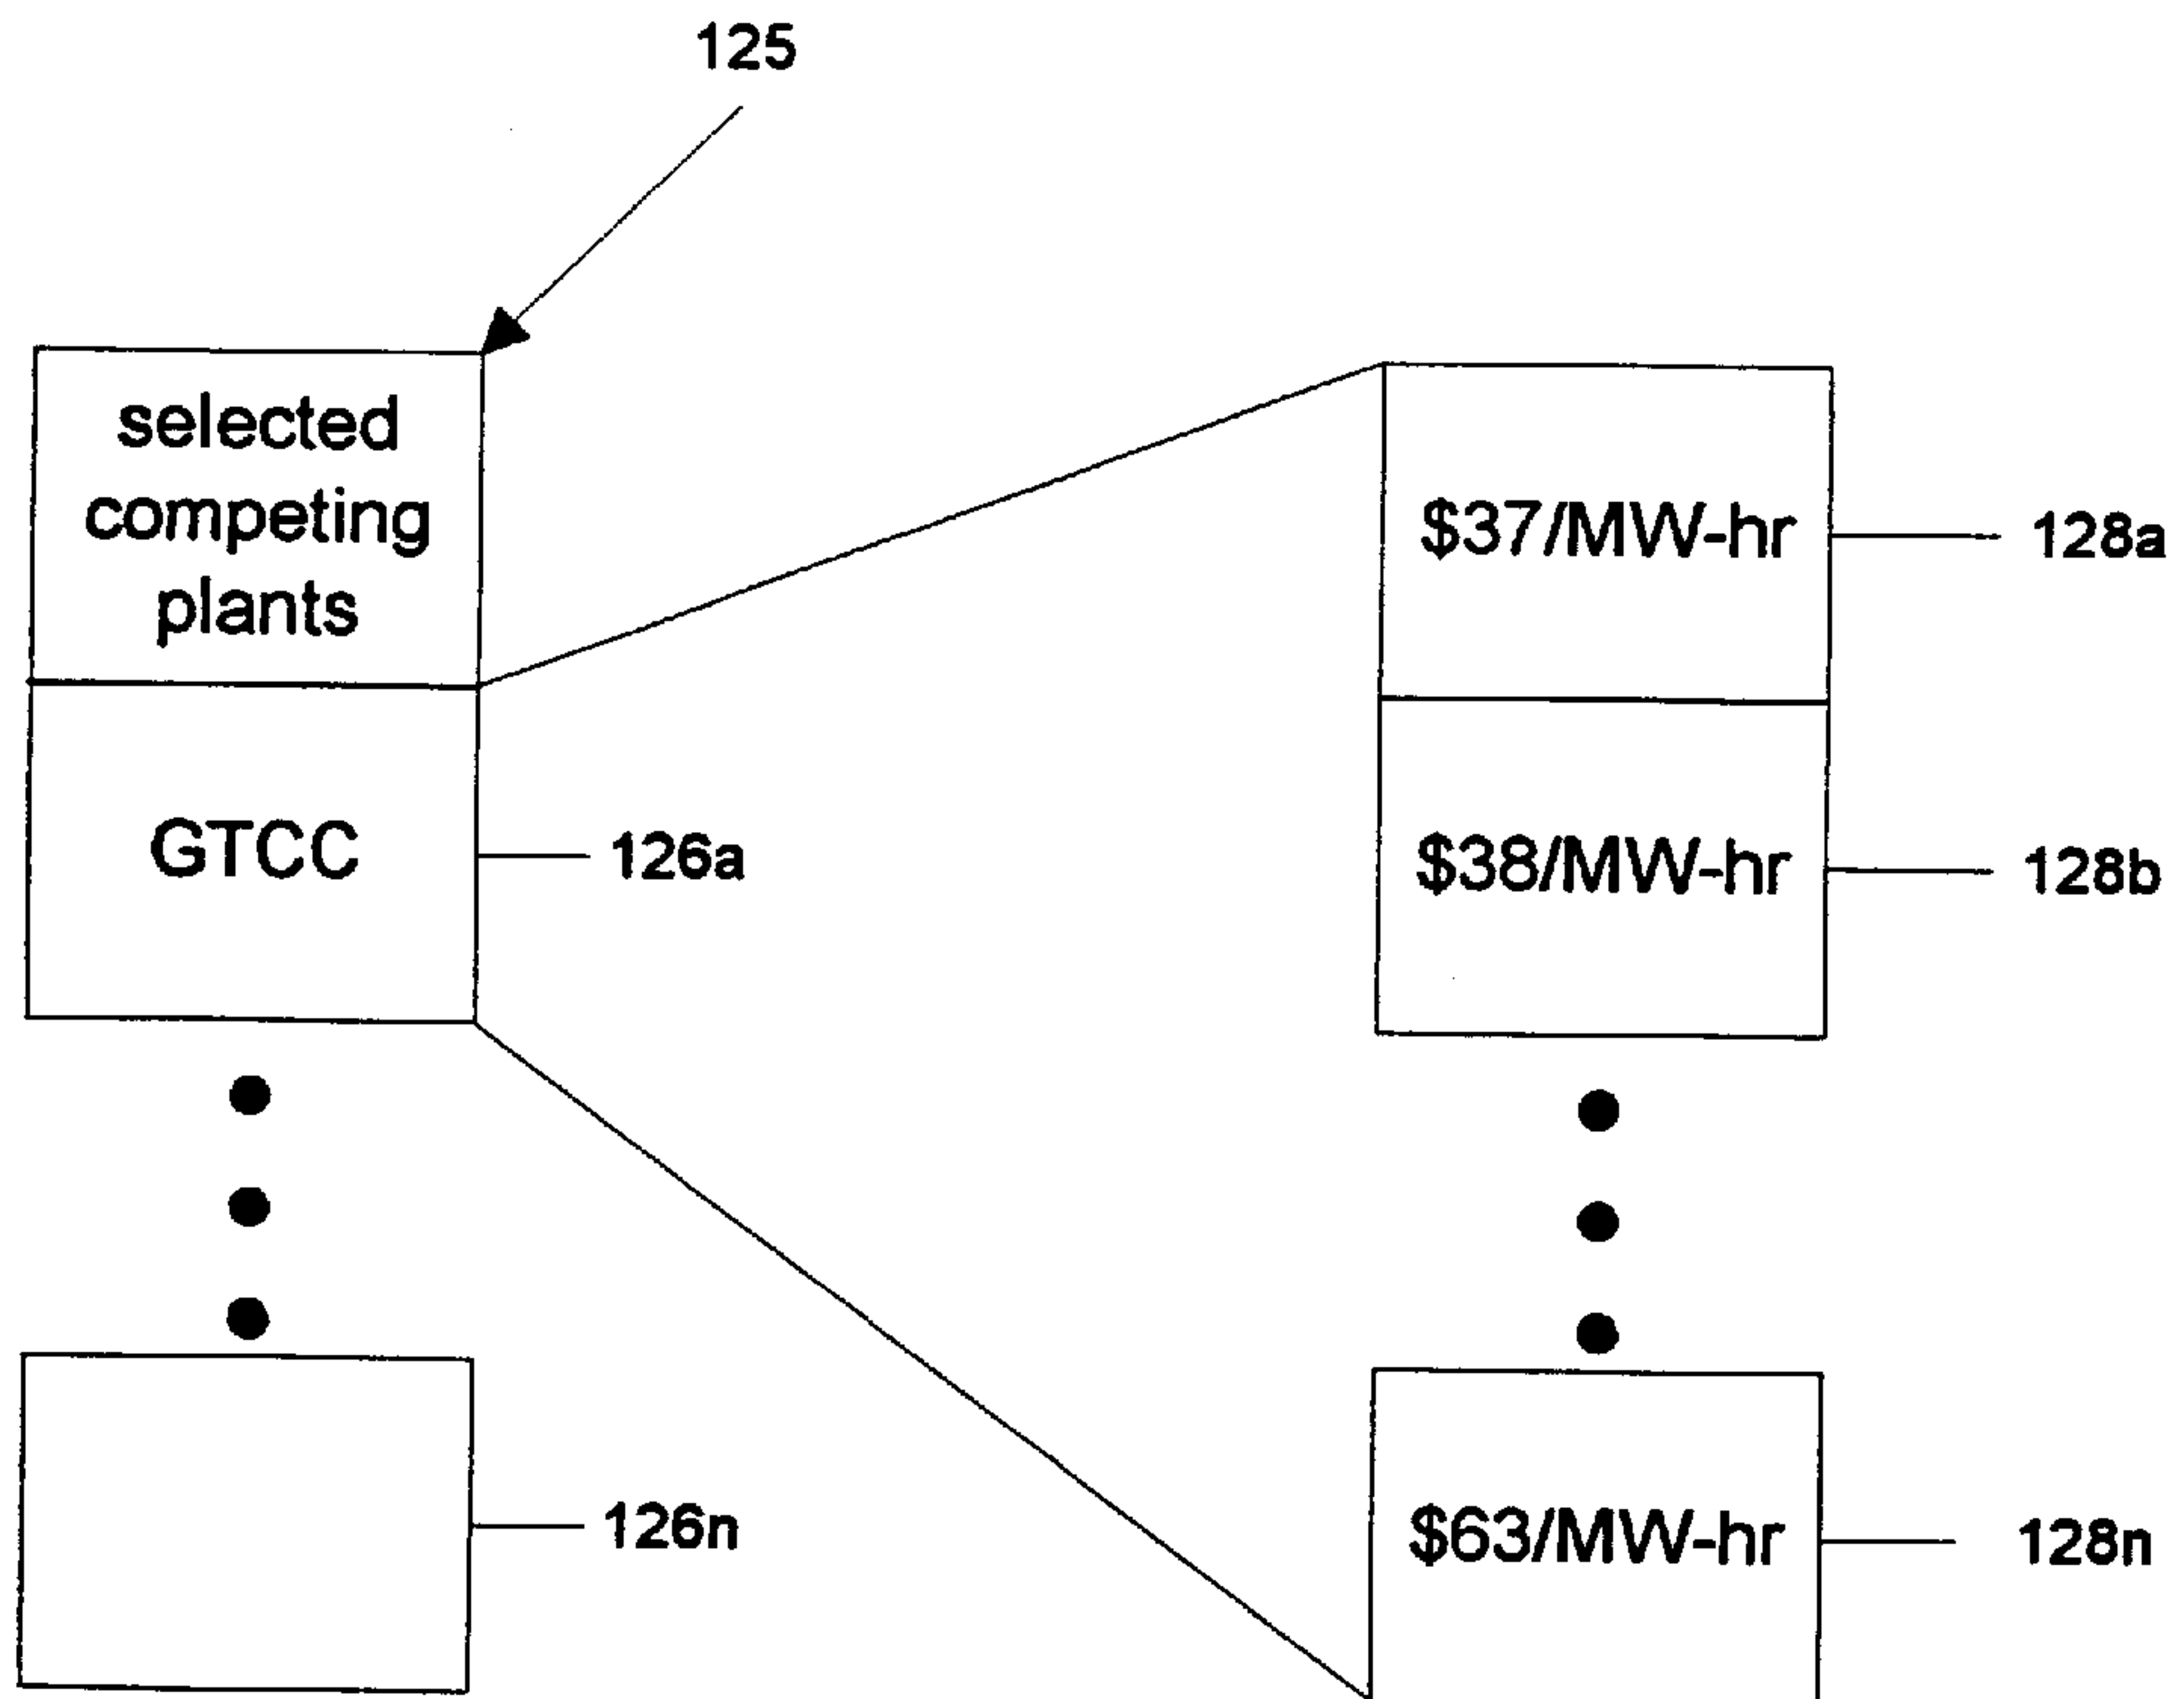 125
selected
competing
plants
$37/MW-hr
128a
GTCC
126a
$38/MW-hr
128b
126n
$63/MW-hr
128n